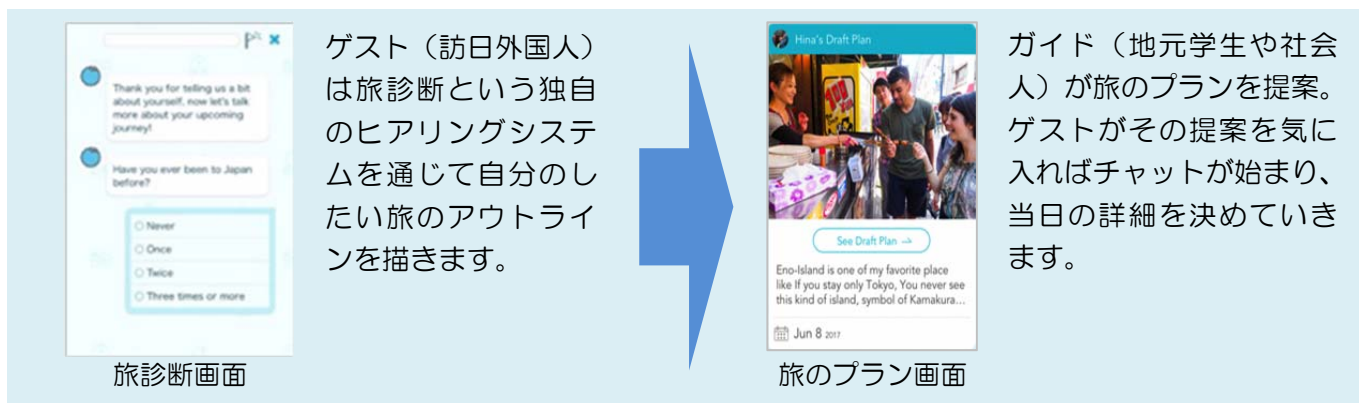 Thank you for telling us a bit
about yourself, now let's talk
more about your upcoming
journey!
Have you ever been to Japan
before?
Never
Once
Twice
Three times or more
旅診断画面
ゲスト（訪日外国人）
は旅診断という独自
のヒアリングシステ
ムを通じて自分のし
たい旅のアウトライ
ンを描きます。
Hina's Draft Plan
See Draft Plan →
Eno-Island is one of my favorite place
like If you stay only Tokyo, You never see
this kind of island, symbol of Kamakura...
Jun 8 2017
旅のプラン画面
ガイド（地元学生や社会
人）が旅のプランを提案。
ゲストがその提案を気に
入ればチャットが始まり、
当日の詳細を決めていき
ます。